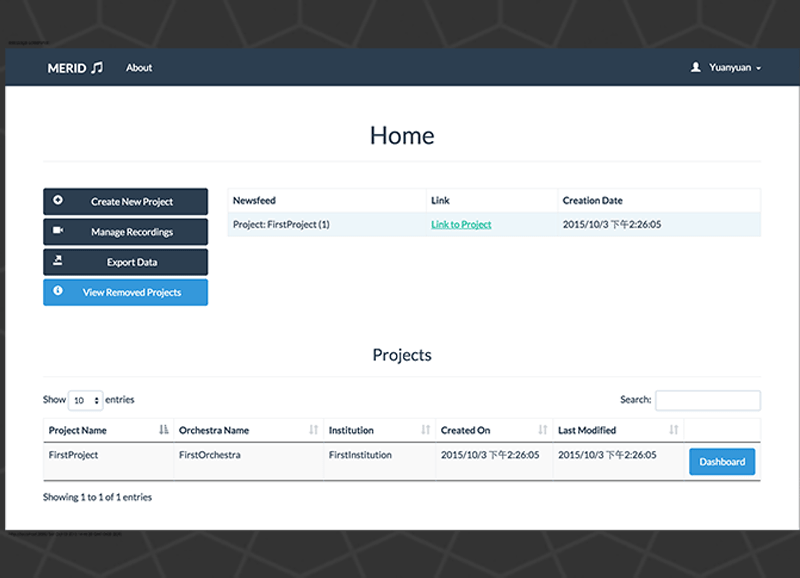 MERID About Yuanyuan
Home
Create New Project
Manage Recordings
Export Data
View Removed Projects
Newsfeed Link Creation Date
Project: FirstProject (1) Link to Project 2015/10/3 下午2:26:05
Projects
Show 10 entries Search:
Project Name Orchestra Name Institution Created On Last Modified
FirstProject FirstOrchestra FirstInstitution 2015/10/3 下午2:26:05 2015/10/3 下午2:26:05 Dashboard
Showing 1 to 1 of 1 entries